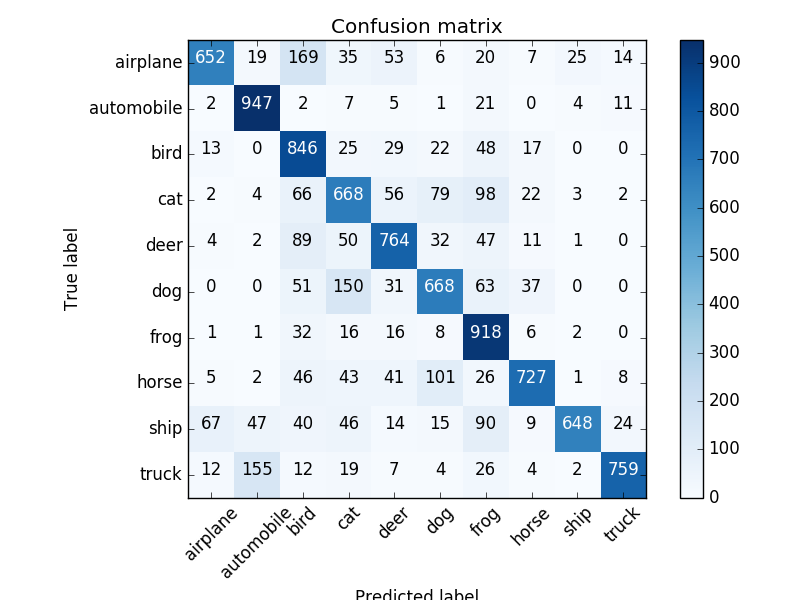 Confusion matrix
airplane 652 19 169 35 53 6 20 7 25 14
automobile 2 947 2 7 5 1 21 0 4 11
bird 13 0 846 25 29 22 48 17 0 0
cat 2 4 66 668 56 79 98 22 3 2
deer 4 2 89 50 764 32 47 11 1 0
dog 0 0 51 150 31 668 63 37 0 0
frog 1 1 32 16 16 8 918 6 2 0
horse 5 2 46 43 41 101 26 727 1 8
ship 67 47 40 46 14 15 90 9 648 24
truck 12 155 12 19 7 4 26 4 2 759
True label
airplane automobile bird cat deer dog frog horse ship truck
Predicted label
900
800
700
600
500
400
300
200
100
0